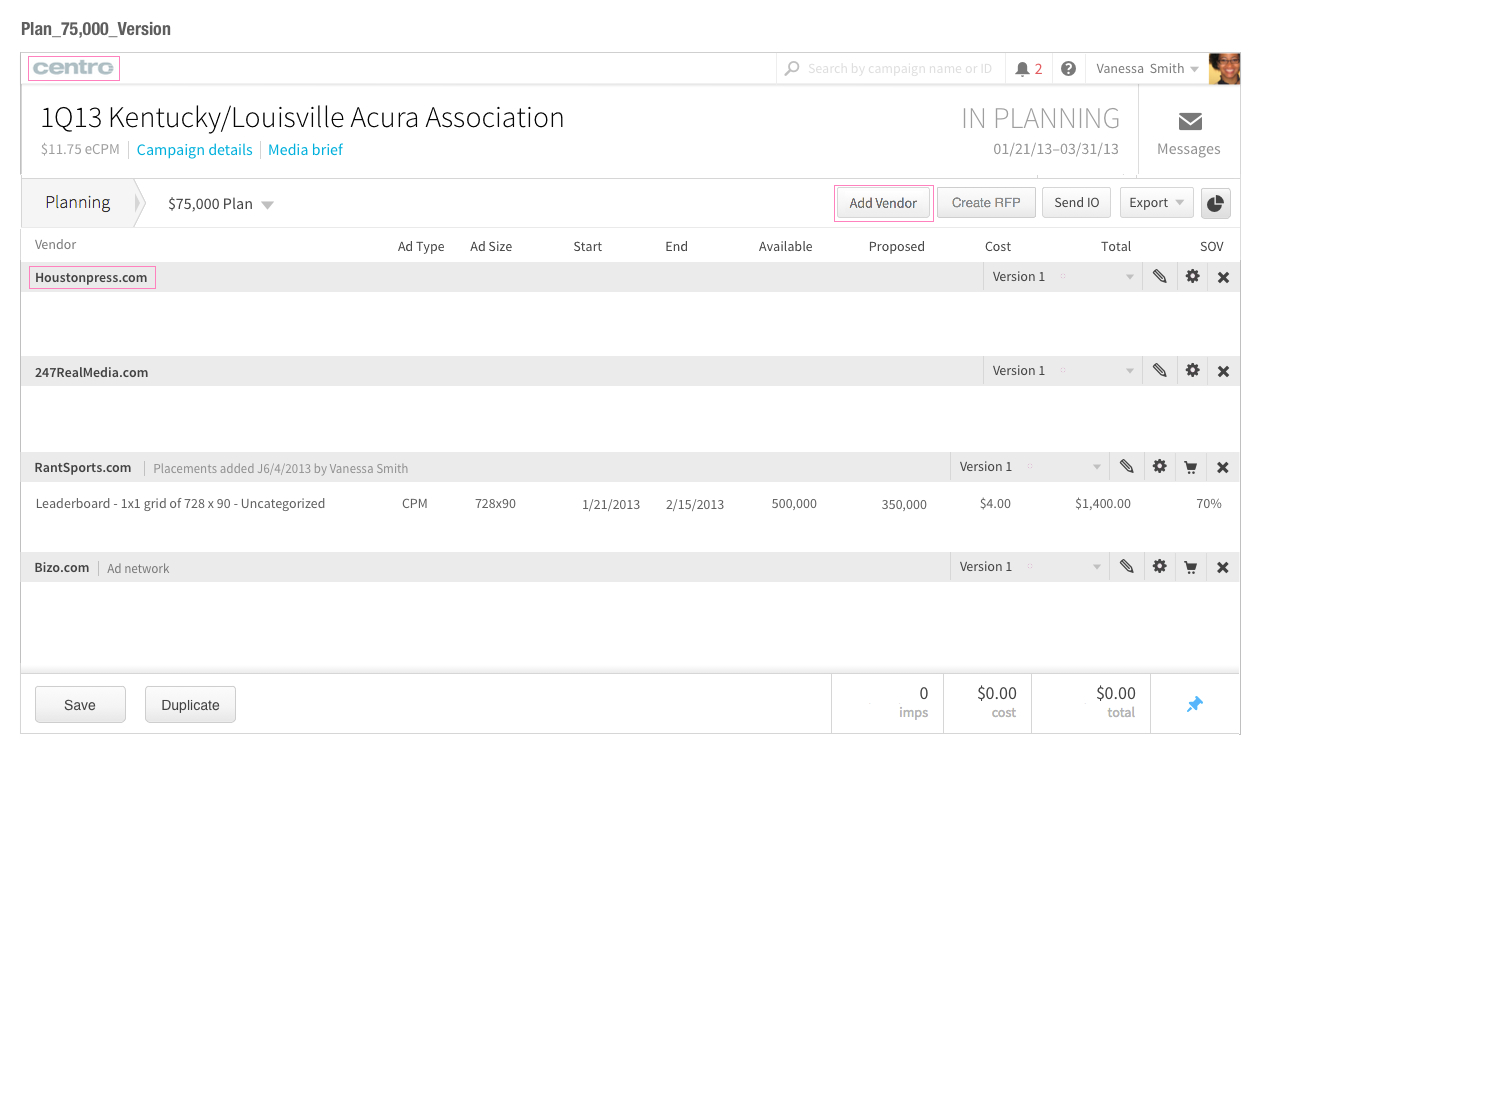 Plan_75,000_Version
centro
Search by campaign name or ID
2
?
Vanessa Smith
1Q13 Kentucky/Louisville Acura Association
IN PLANNING
$11.75 eCPM Campaign details Media brief
01/21/13–03/31/13
Messages
Planning
$75,000 Plan
Add Vendor Create RFP Send IO Export
Vendor Ad Type Ad Size Start End Available Proposed Cost Total SOV
Houstonpress.com Version 1
247RealMedia.com Version 1
RantSports.com Placements added J6/4/2013 by Vanessa Smith Version 1
Leaderboard - 1x1 grid of 728 x 90 - Uncategorized CPM 728x90 1/21/2013 2/15/2013 500,000 350,000 $4.00 $1,400.00 70%
Bizo.com Ad network Version 1
Save Duplicate
0 $0.00 $0.00
imps cost total